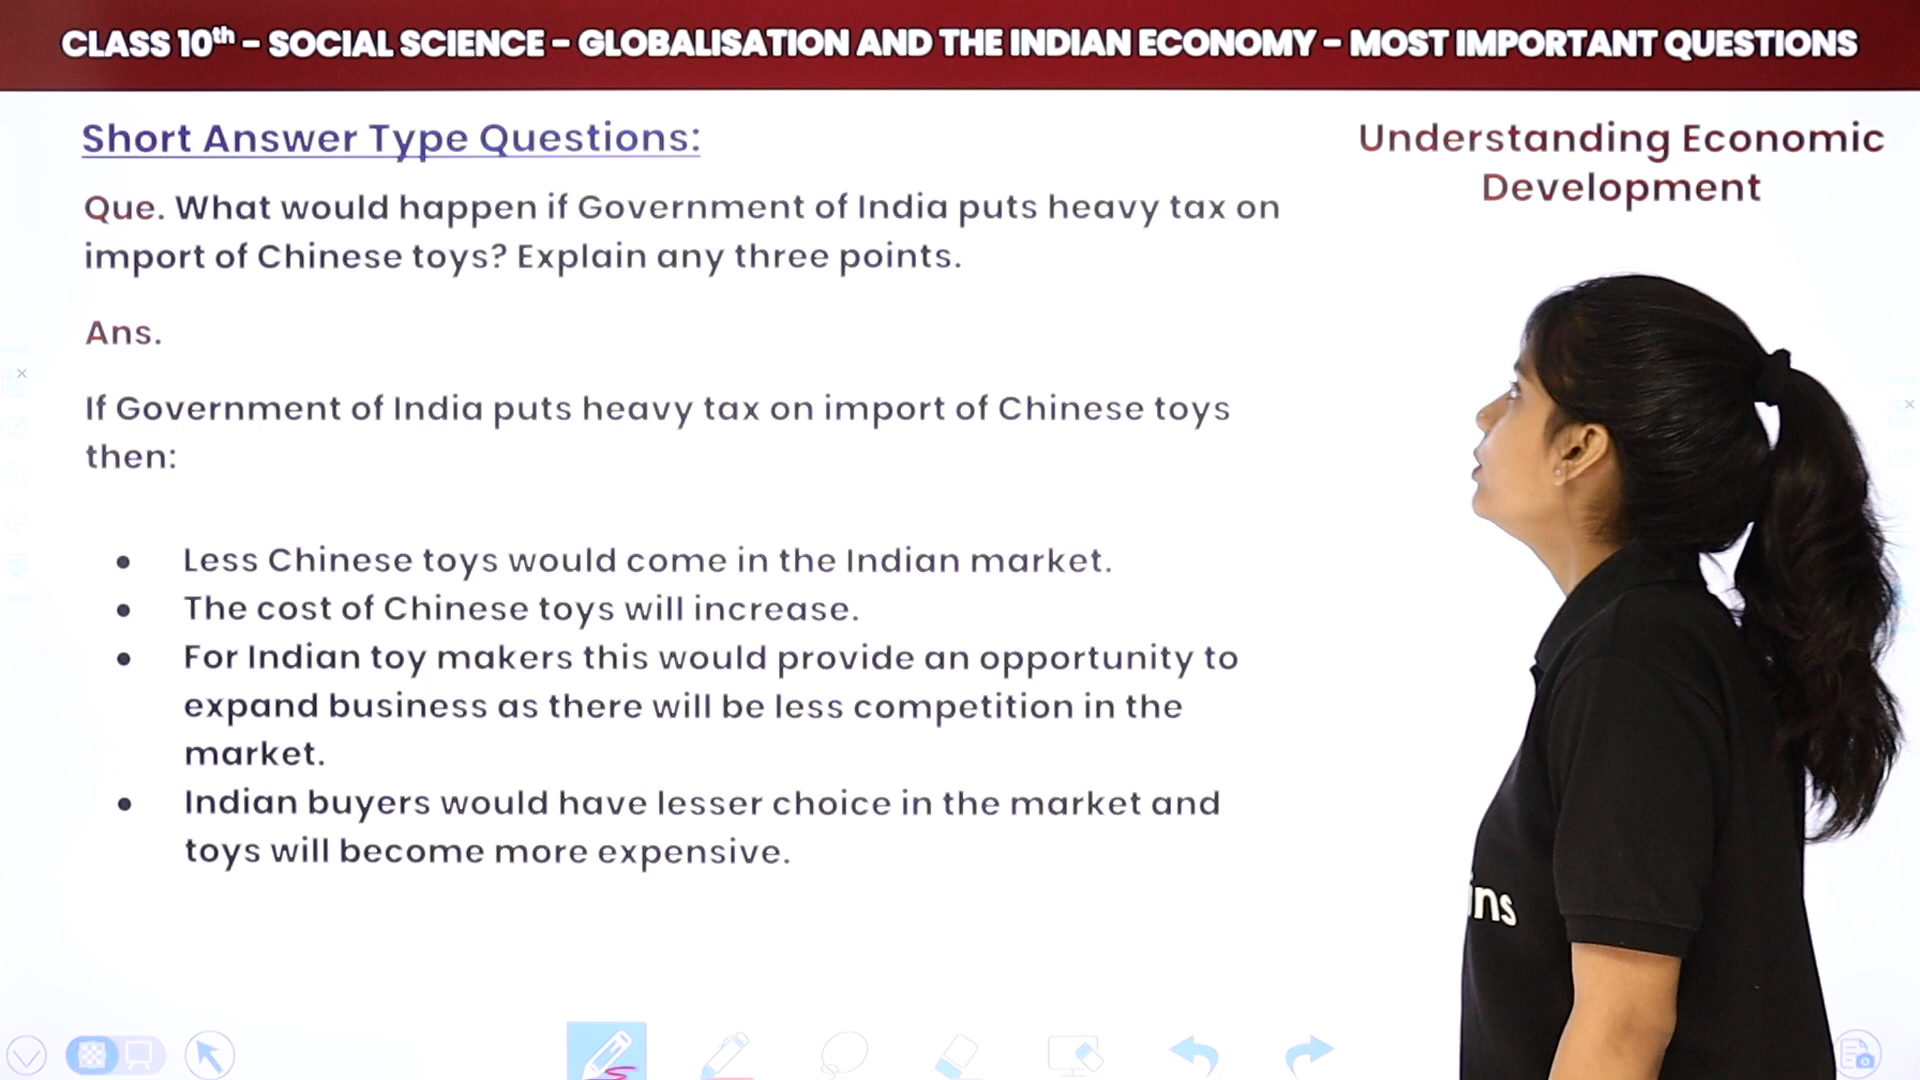 CLASS 10th - SOCIAL SCIENCE - GLOBALISATION AND THE INDIAN ECONOMY - MOST IMPORTANT QUESTIONS
Short Answer Type Questions:
Understanding Economic
Development
Que. What would happen if Government of India puts heavy tax on
import of Chinese toys? Explain any three points.
Ans.
If Government of India puts heavy tax on import of Chinese toys
then:
• Less Chinese toys would come in the Indian market.
• The cost of Chinese toys will increase.
• For Indian toy makers this would provide an opportunity to
expand business as there will be less competition in the
market.
• Indian buyers would have lesser choice in the market and
toys will become more expensive.